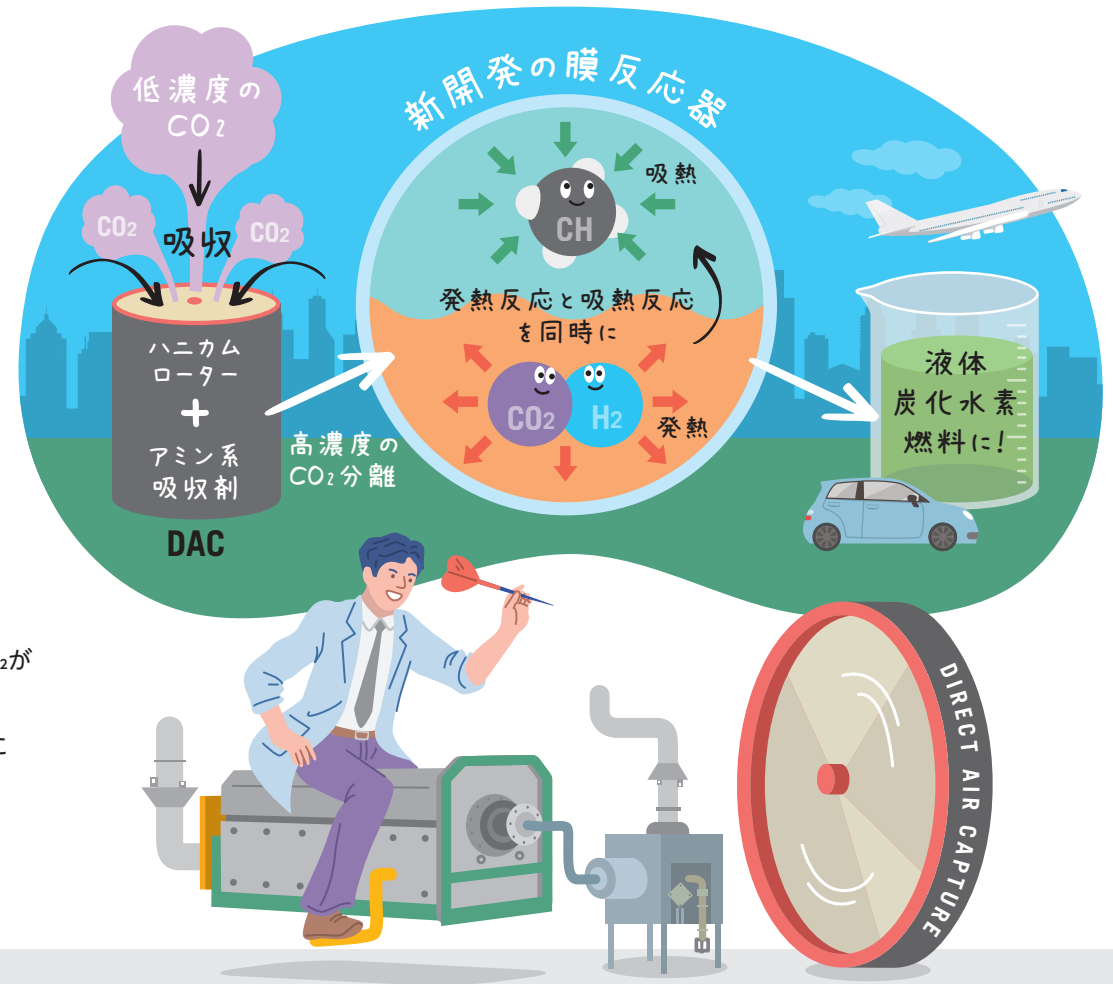 新開発の膜反応器
低濃度の
CO₂
CO₂
吸収
CO₂
ハニカム
ローター
+
アミン系
吸収剤
DAC
高濃度の
CO₂分離
吸熱
CH
発熱反応と吸熱反応
を同時に
CO₂
H₂
発熱
液体
炭化水素
燃料に!
₂が
に
DIRECT AIR CAPTURE